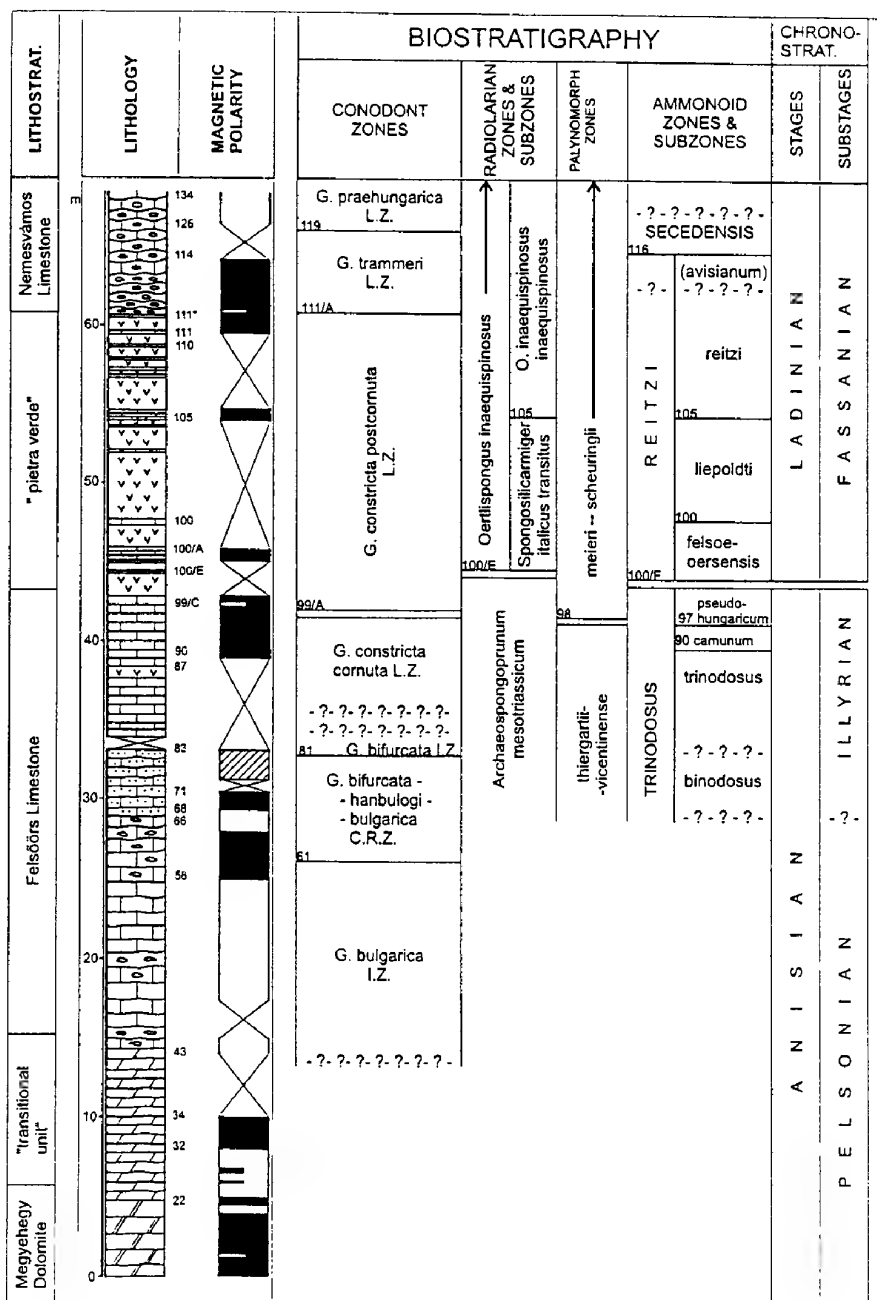 BIOSTRATIGRAPHY
CHRONO-
STRAT.
LITHOSTRAT.
LITHOLOGY
MAGNETIC
POLARITY
CONODONT
ZONES
RADIOLARIAN
ZONES &
SUBZONES
PALYNOMORPH
ZONES
AMMONOID
ZONES &
SUBZONES
STAGES
SUBSTAGES
Nemesvámos
Limestone
"pietra verde"
Felsőörs Limestone
"transitional
unit"
Megyehegy
Dolomite
m
60
50
40
30
20
10
0
134
126
114
111*
111
110
105
100
100/A
100/E
99/C
90
87
83
71
68
66
58
43
34
32
22
G. praehungarica
L.Z.
119
G. trammeri
L.Z.
111/A
G. constricta postcornuta
L.Z.
99/A
G. constricta
cornuta L.Z.
-?-?-?-?-?-?-?-
-?-?-?-?-?-?-?-
81 G. bifurcata I.Z.
G. bifurcata -
- hanbulogi -
- bulgarica
C.R.Z.
61
G. bulgarica
I.Z.
-?-?-?-?-?-?-?-
Oertlispongus inaequispinosus
O. inaequispinosus
inaequispinosus
105
Spongosilicarmiger
italicus transitus
100/E
Archaeospongoprunum
mesotriassicum
meieri -- scheuringli
98
thiergartii-
-vicentinense
-?-?-?-?-?-
SECEDENSIS
116
(avisianum)
-?- -?-?-?-
REITZI
reitzi
105
liepoldti
100
felsoe-
oersensis
100/F
TRINODOSUS
pseudo-
97 hungaricum
90 camunum
trinodosus
-?-?-?-
binodosus
-?-?-?-
LADINIAN
ANISIAN
FASSANIAN
ILLYRIAN
-?-
PELSONIAN